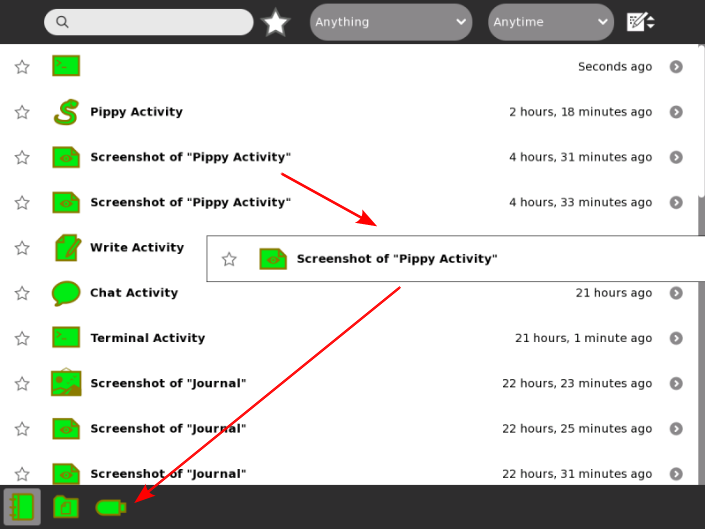 Anything Anytime
Seconds ago
Pippy Activity 2 hours, 18 minutes ago
Screenshot of "Pippy Activity" 4 hours, 31 minutes ago
Screenshot of "Pippy Activity" 4 hours, 33 minutes ago
Write Activity
Screenshot of "Pippy Activity"
Chat Activity 21 hours ago
Terminal Activity 21 hours, 1 minute ago
Screenshot of "Journal" 22 hours, 23 minutes ago
Screenshot of "Journal" 22 hours, 25 minutes ago
Screenshot of "Journal" 22 hours, 31 minutes ago